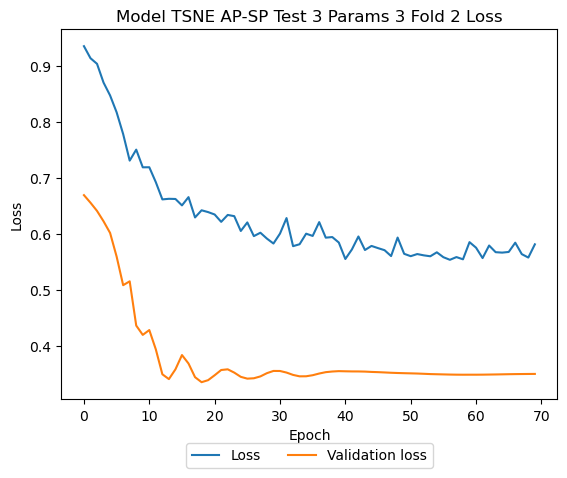 Model TSNE AP-SP Test 3 Params 3 Fold 2 Loss
Loss
0.9
0.8
0.7
0.6
0.5
0.4
0 10 20 30 40 50 60 70
Epoch
Loss Validation loss